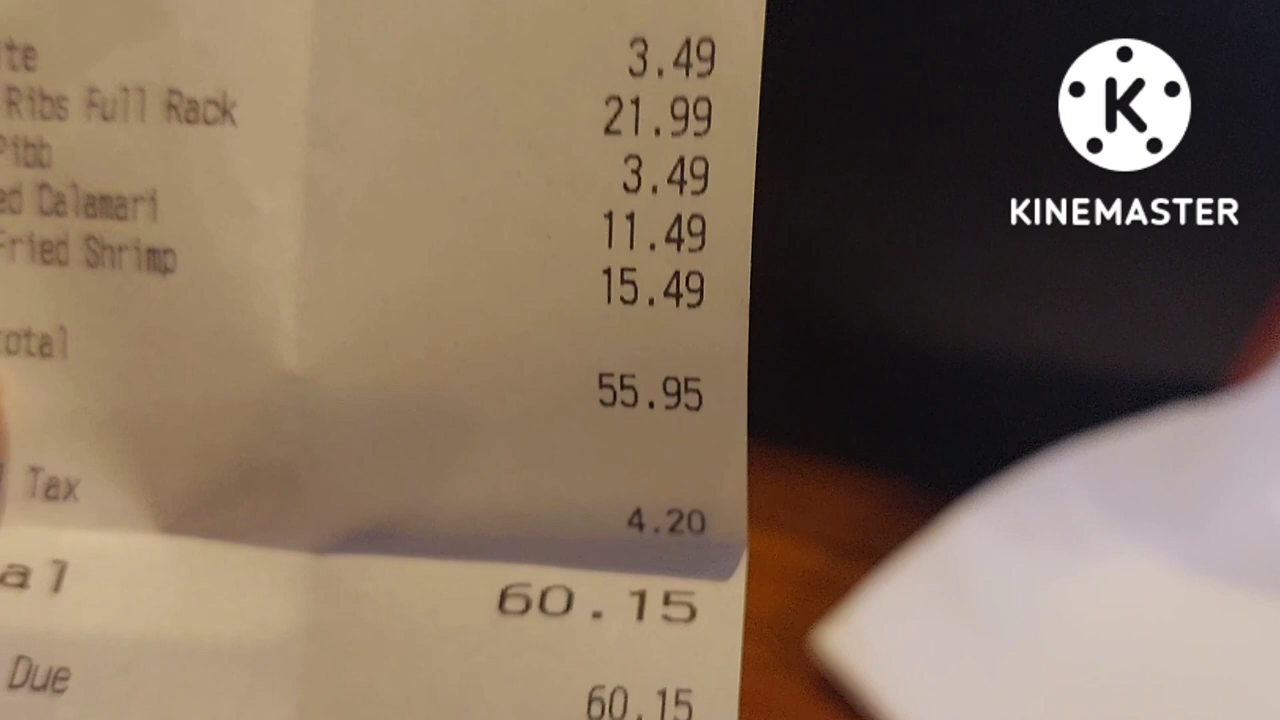 te 3.49
Ribs Full Rack 21.99
Pibb 3.49
ed Calamari 11.49
Fried Shrimp 15.49
otal
55.95
Tax
4.20
al 60.15
Due 60.15
K
KINEMASTER